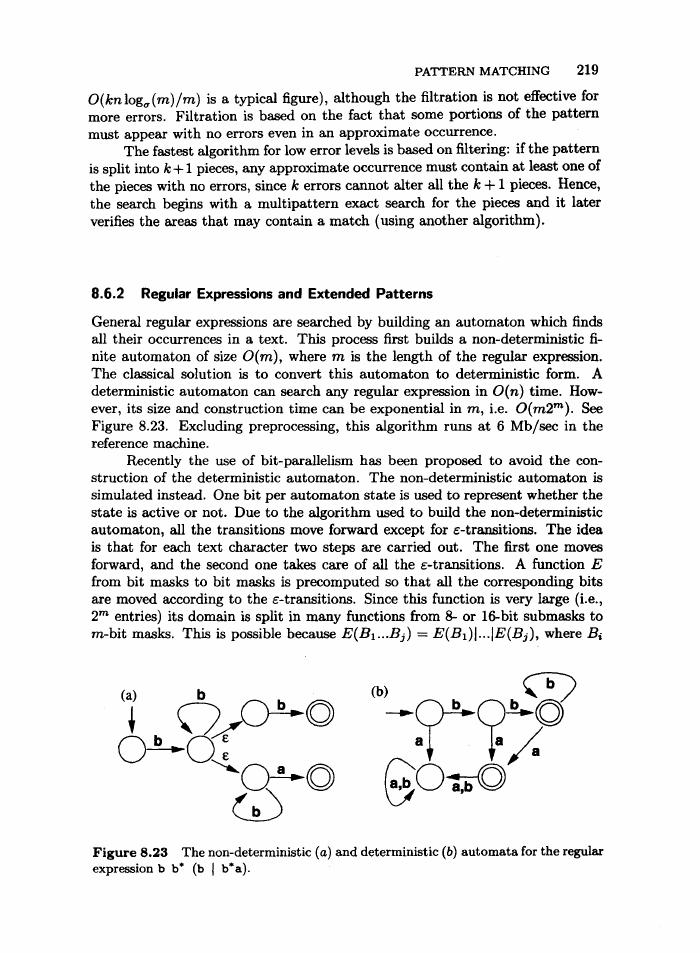 PATTERN MATCHING 219
O(kn log_σ(m)/m) is a typical figure), although the filtration is not effective for
more errors. Filtration is based on the fact that some portions of the pattern
must appear with no errors even in an approximate occurrence.
The fastest algorithm for low error levels is based on filtering: if the pattern
is split into k+1 pieces, any approximate occurrence must contain at least one of
the pieces with no errors, since k errors cannot alter all the k + 1 pieces. Hence,
the search begins with a multipattern exact search for the pieces and it later
verifies the areas that may contain a match (using another algorithm).
8.6.2 Regular Expressions and Extended Patterns
General regular expressions are searched by building an automaton which finds
all their occurrences in a text. This process first builds a non-deterministic fi-
nite automaton of size O(m), where m is the length of the regular expression.
The classical solution is to convert this automaton to deterministic form. A
deterministic automaton can search any regular expression in O(n) time. How-
ever, its size and construction time can be exponential in m, i.e. O(m2^m). See
Figure 8.23. Excluding preprocessing, this algorithm runs at 6 Mb/sec in the
reference machine.
Recently the use of bit-parallelism has been proposed to avoid the con-
struction of the deterministic automaton. The non-deterministic automaton is
simulated instead. One bit per automaton state is used to represent whether the
state is active or not. Due to the algorithm used to build the non-deterministic
automaton, all the transitions move forward except for ε-transitions. The idea
is that for each text character two steps are carried out. The first one moves
forward, and the second one takes care of all the ε-transitions. A function E
from bit masks to bit masks is precomputed so that all the corresponding bits
are moved according to the ε-transitions. Since this function is very large (i.e.,
2^m entries) its domain is split in many functions from 8- or 16-bit submasks to
m-bit masks. This is possible because E(B₁...Bⱼ) = E(B₁)|...|E(Bⱼ), where Bᵢ
(a) b b
b ε
ε
a
b
(b) b
b b
a a a
a,b a,b
Figure 8.23 The non-deterministic (a) and deterministic (b) automata for the regular
expression b b* (b | b*a).